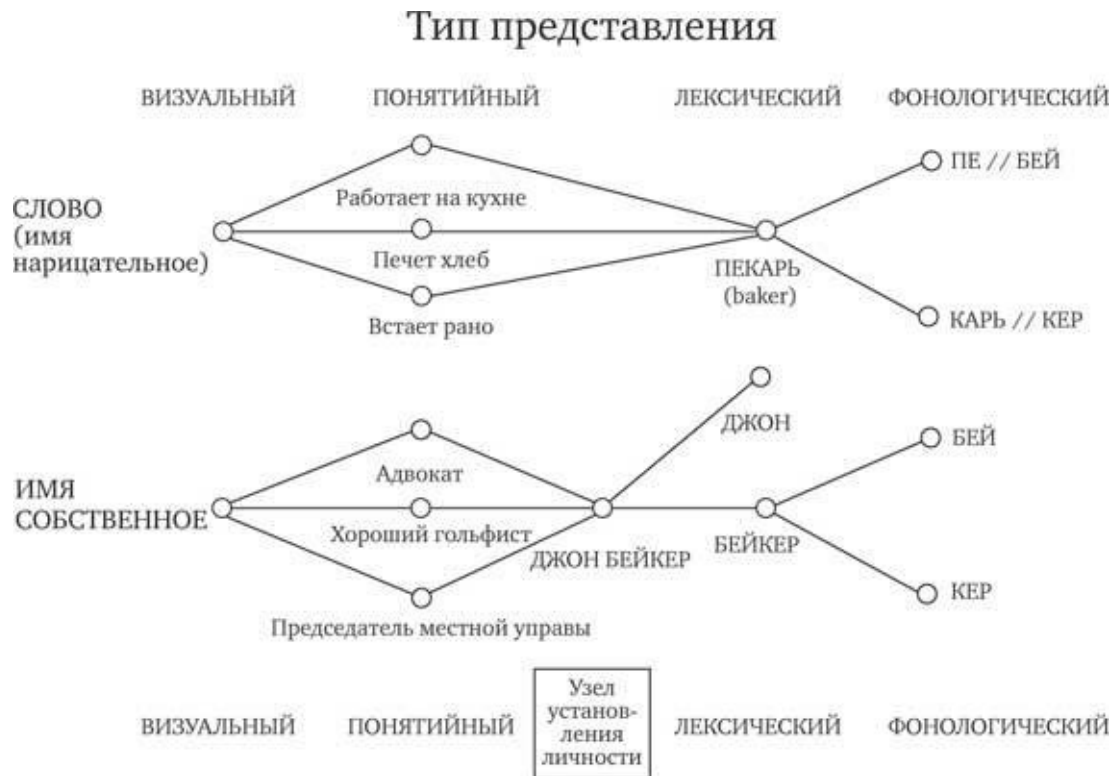 Тип представления
ВИЗУАЛЬНЫЙ ПОНЯТИЙНЫЙ ЛЕКСИЧЕСКИЙ ФОНОЛОГИЧЕСКИЙ
ПЕ // БЕЙ
Работает на кухне
СЛОВО
(имя
нарицательное)
Печет хлеб
ПЕКАРЬ
(baker)
Встает рано
КАРЬ // КЕР
ДЖОН
БЕЙ
Адвокат
ИМЯ
СОБСТВЕННОЕ
Хороший гольфист
ДЖОН БЕЙКЕР
БЕЙКЕР
КЕР
Председатель местной управы
Узел
установ-
ления
личности
ВИЗУАЛЬНЫЙ ПОНЯТИЙНЫЙ ЛЕКСИЧЕСКИЙ ФОНОЛОГИЧЕСКИЙ